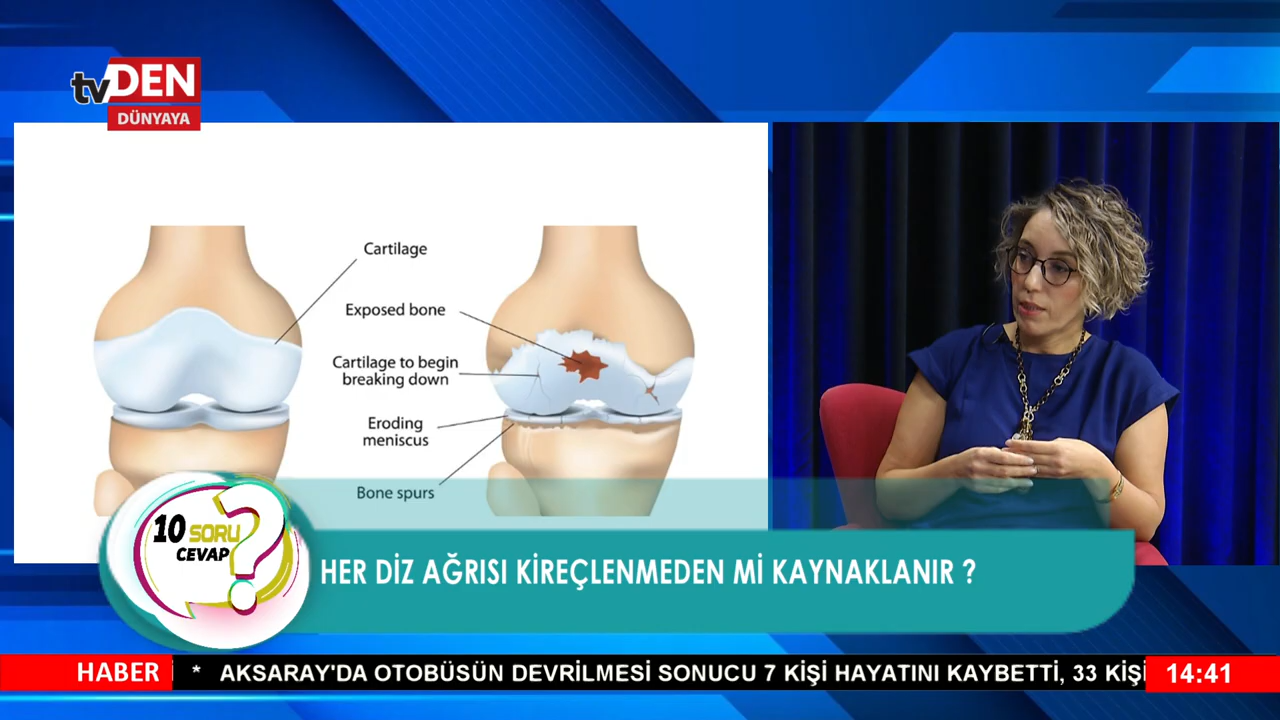 tvDEN
DÜNYAYA
Cartilage
Exposed bone
Cartilage to begin
breaking down
Eroding
meniscus
Bone spurs
10 SORU
CEVAP
?
HER DİZ AĞRISI KİREÇLENMEDEN Mİ KAYNAKLANIR ?
HABER
* AKSARAY'DA OTOBÜSÜN DEVRİLMESİ SONUCU 7 KİŞİ HAYATINI KAYBETTİ, 33 KİŞİ
14:41